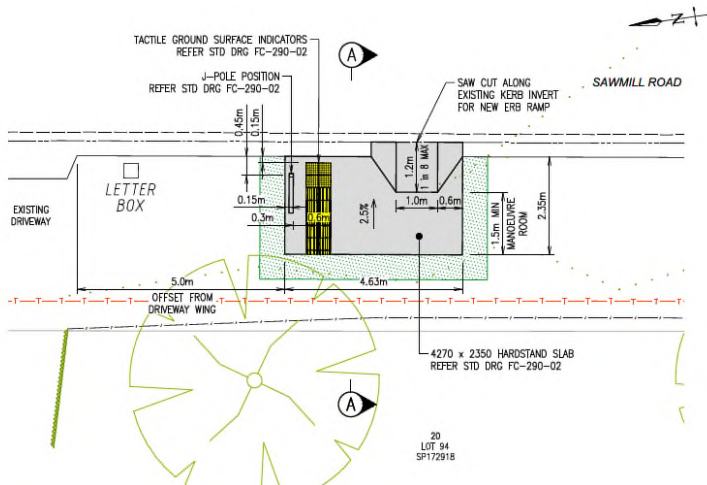 TACTILE GROUND SURFACE INDICATORS
REFER STD DRG FC-290-02
J-POLE POSITION
REFER STD DRG FC-290-02
A
SAW CUT ALONG
EXISTING KERB INVERT
FOR NEW ERB RAMP
Z
SAWMILL ROAD
0.45m
0.15m
EXISTING
DRIVEWAY
LETTER
BOX
0.15m
0.3m
0.6m
2.5%
1.2m
1 in 8 MAX
1.0m
0.6m
1.5m MIN
MANOEUVRE
ROOM
2.35m
5.0m
OFFSET FROM
DRIVEWAY WING
4.63m
T T T T T T T T T T T T T T T T T T T
4270 x 2350 HARDSTAND SLAB
REFER STD DRG FC-290-02
A
20
LOT 94
SP172918